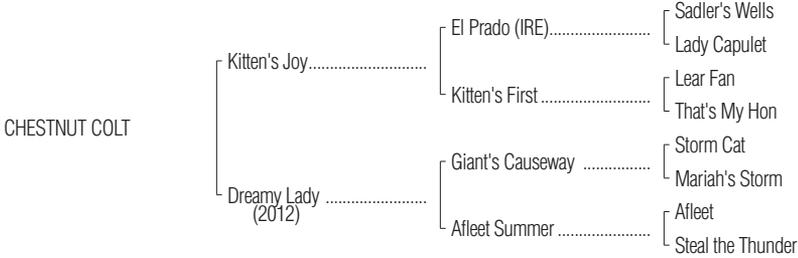 Sadler's Wells
El Prado (IRE)..........................
Lady Capulet
Kitten's Joy..............................
Lear Fan
Kitten's First ............................
That's My Hon
CHESTNUT COLT
Storm Cat
Giant's Causeway .................
Mariah's Storm
Dreamy Lady ..........................
(2012)
Afleet
Afleet Summer ........................
Steal the Thunder